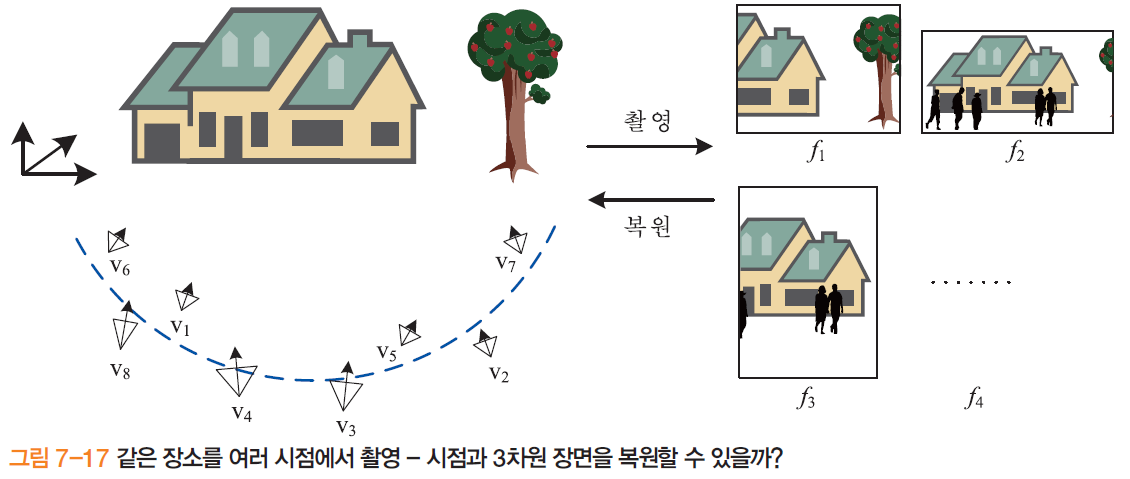 촬영
복원
f1
f2
f3
.......
f4
v6
v7
v1
v8
v5
v2
v4
v3
그림 7-17 같은 장소를 여러 시점에서 촬영 – 시점과 3차원 장면을 복원할 수 있을까?